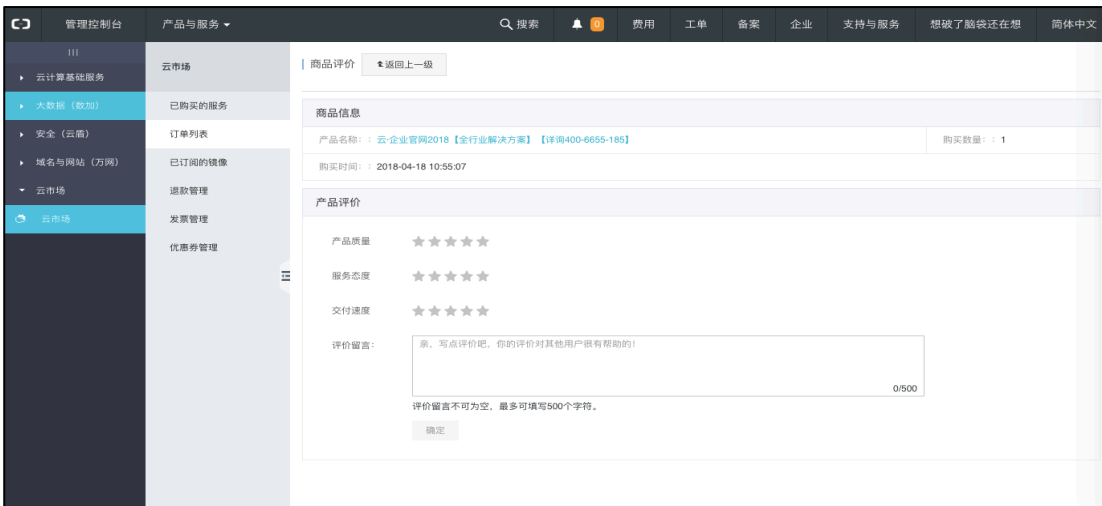 管理控制台 产品与服务 搜索 0 费用 工单 备案 企业 支持与服务 想破了脑袋还在想 简体中文
云计算基础服务
大数据（数加）
安全（云盾）
域名与网站（万网）
云市场
云市场
云市场
已购买的服务
订单列表
已订阅的镜像
退款管理
发票管理
优惠券管理
商品评价 返回上一级
商品信息
产品名称：：云·企业官网2018【全行业解决方案】【详询400-6655-185】 购买数量：：1
购买时间：：2018-04-18 10:55:07
产品评价
产品质量
服务态度
交付速度
评价留言：
亲，写点评价吧，你的评价对其他用户很有帮助的!
0/500
评价留言不可为空，最多可填写500个字符。
确定